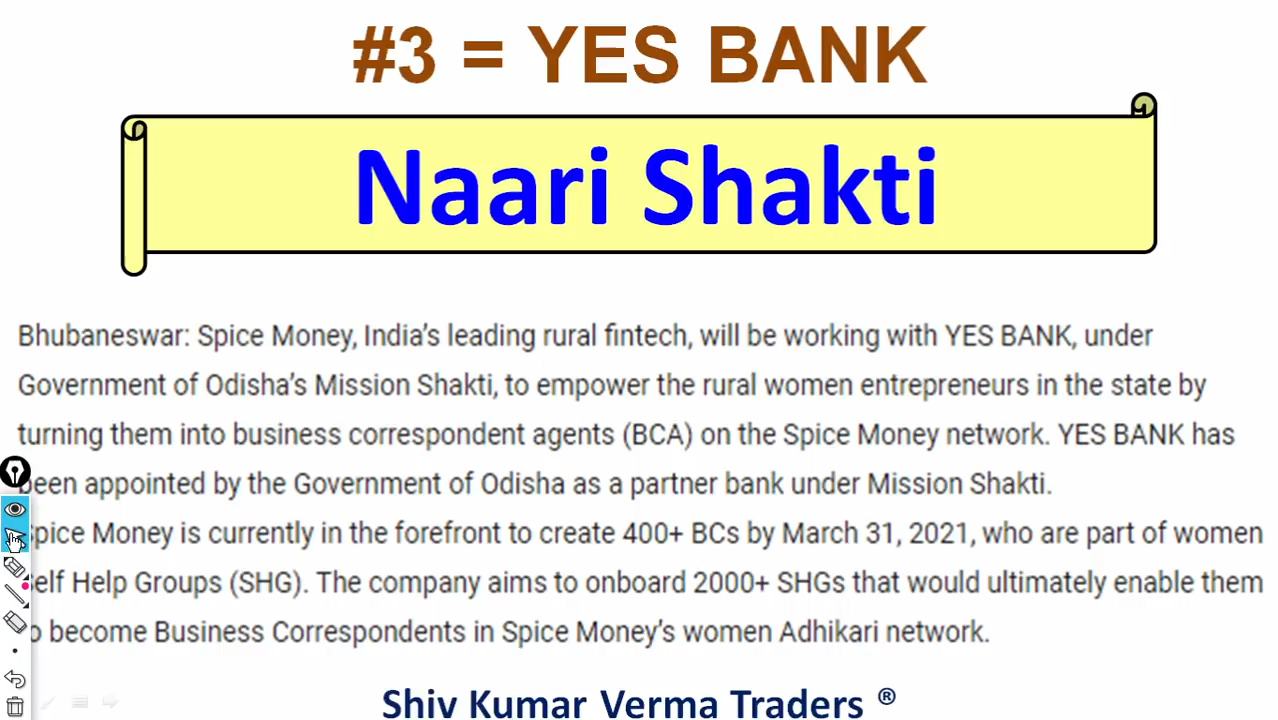 #3 = YES BANK
Naari Shakti
Bhubaneswar: Spice Money, India’s leading rural fintech, will be working with YES BANK, under
Government of Odisha’s Mission Shakti, to empower the rural women entrepreneurs in the state by
turning them into business correspondent agents (BCA) on the Spice Money network. YES BANK has
been appointed by the Government of Odisha as a partner bank under Mission Shakti.
Spice Money is currently in the forefront to create 400+ BCs by March 31, 2021, who are part of women
Self Help Groups (SHG). The company aims to onboard 2000+ SHGs that would ultimately enable them
to become Business Correspondents in Spice Money’s women Adhikari network.
Shiv Kumar Verma Traders ®